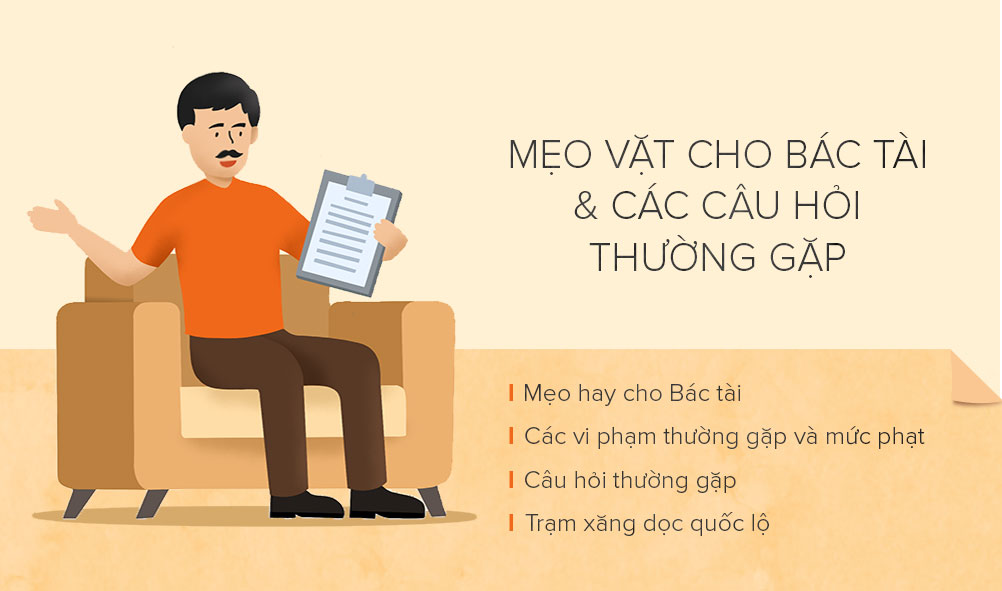 MẸO VẶT CHO BÁC TÀI
& CÁC CÂU HỎI
THƯỜNG GẶP
Mẹo hay cho Bác tài
Các vi phạm thường gặp và mức phạt
Câu hỏi thường gặp
Trạm xăng dọc quốc lộ